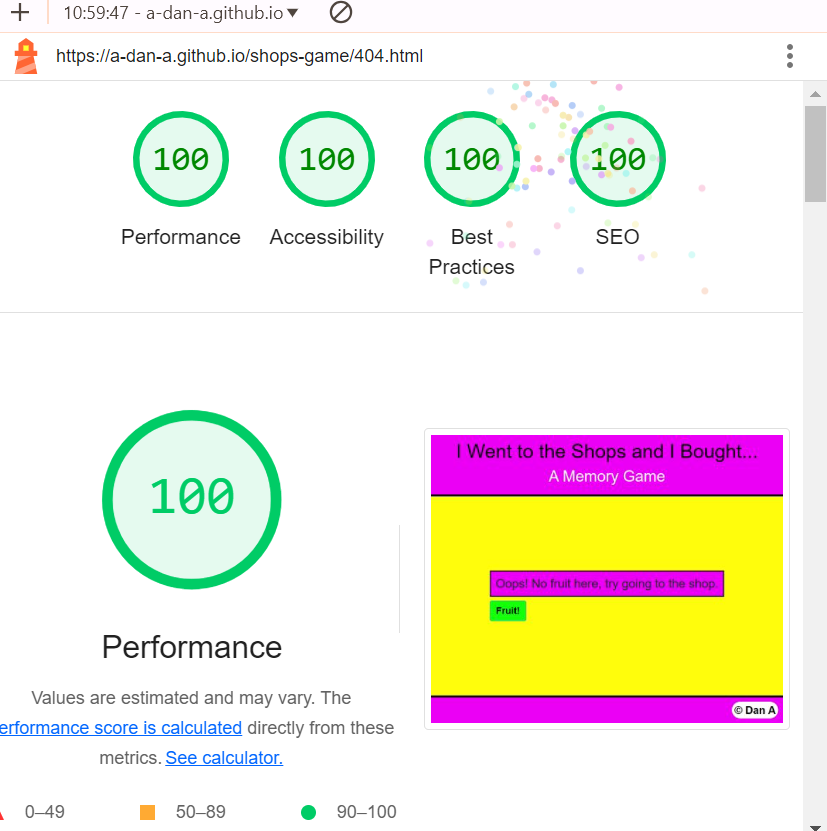 10:59:47 - a-dan-a.github.io
https://a-dan-a.github.io/shops-game/404.html
100
100
100
100
Performance
Accessibility
Best
Practices
SEO
100
Performance
Values are estimated and may vary. The
erformance score is calculated directly from these
metrics. See calculator.
0–49
50–89
90–100
I Went to the Shops and I Bought...
A Memory Game
Oops! No fruit here, try going to the shop.
Fruit!
© Dan A